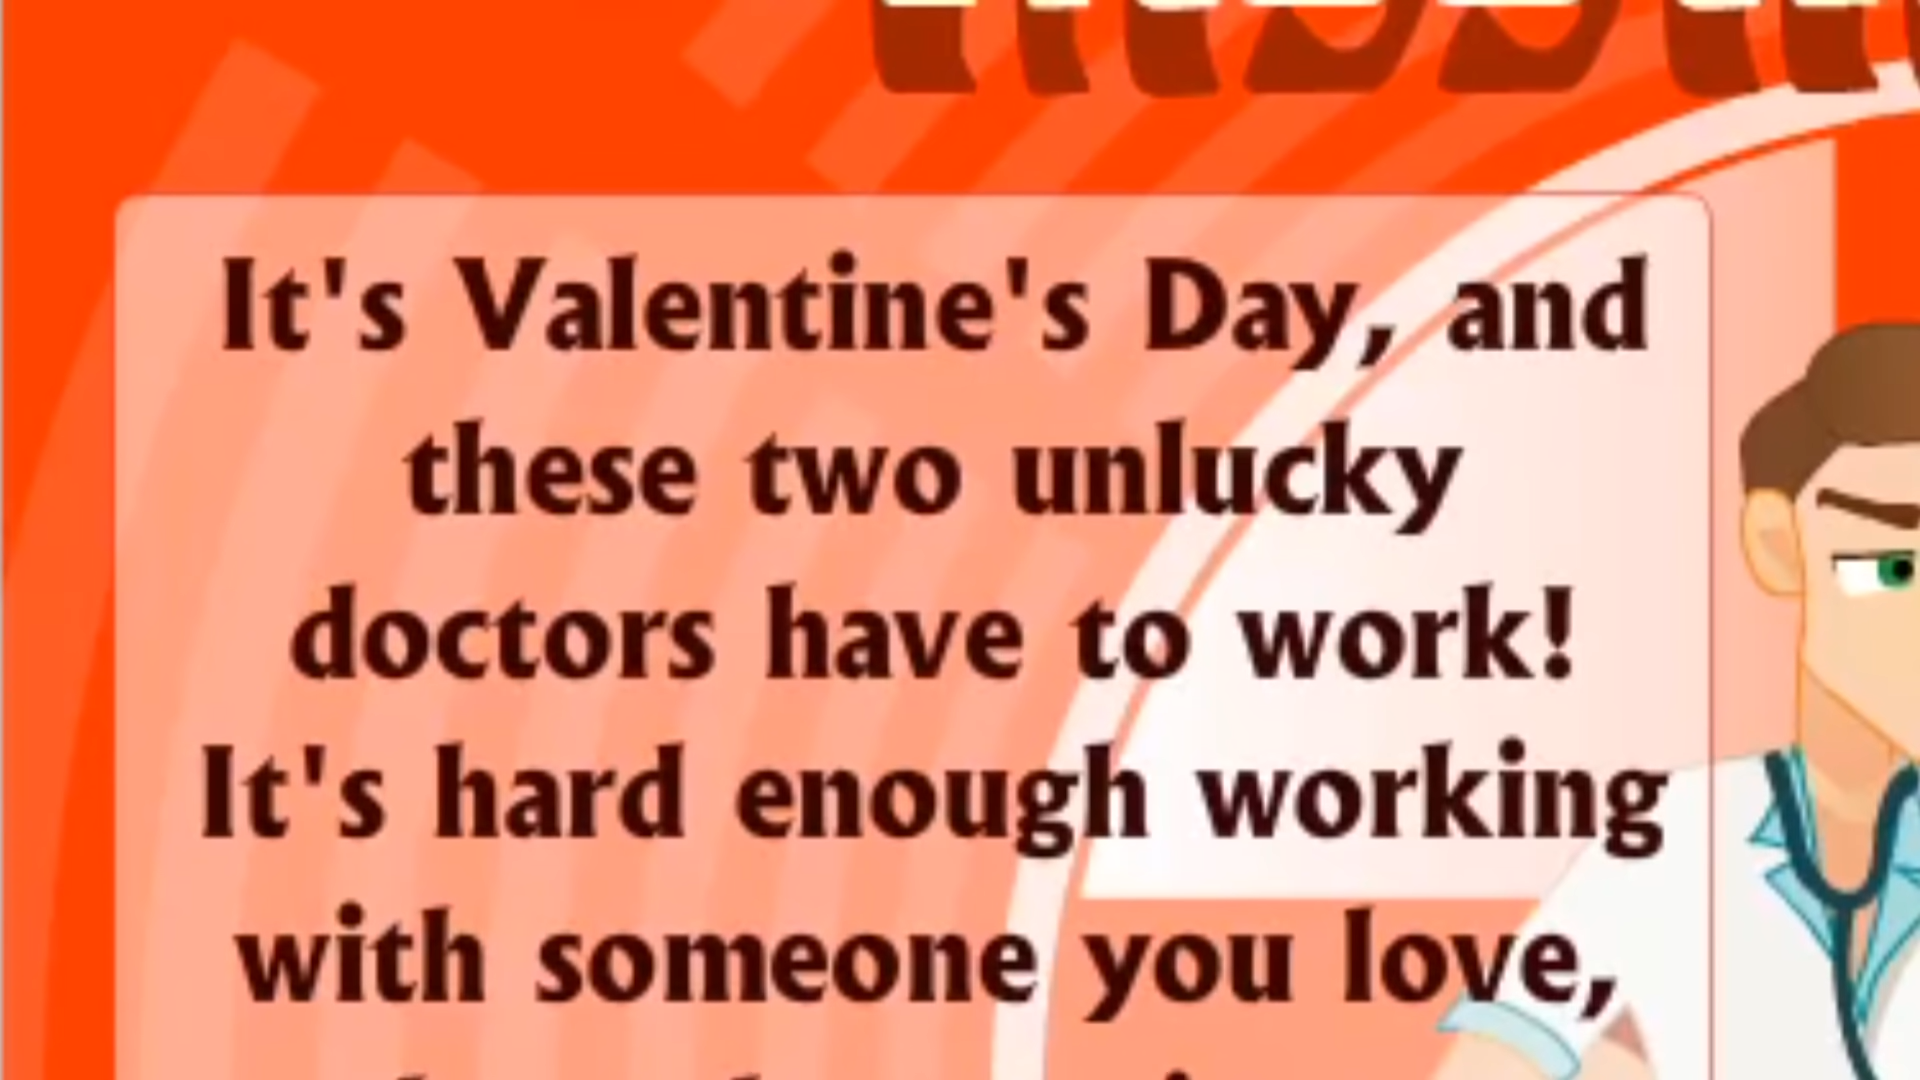 It's Valentine's Day, and
these two unlucky
doctors have to work!
It's hard enough working
with someone you love,